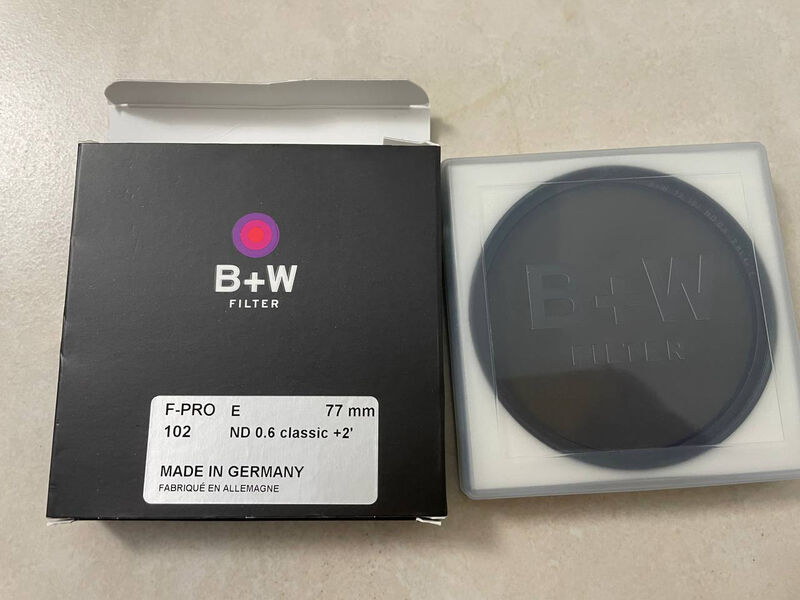 B+W
FILTER
F-PRO E 77 mm
102 ND 0.6 classic +2'
MADE IN GERMANY
FABRIQUÉ EN ALLEMAGNE
B+W
FILTER